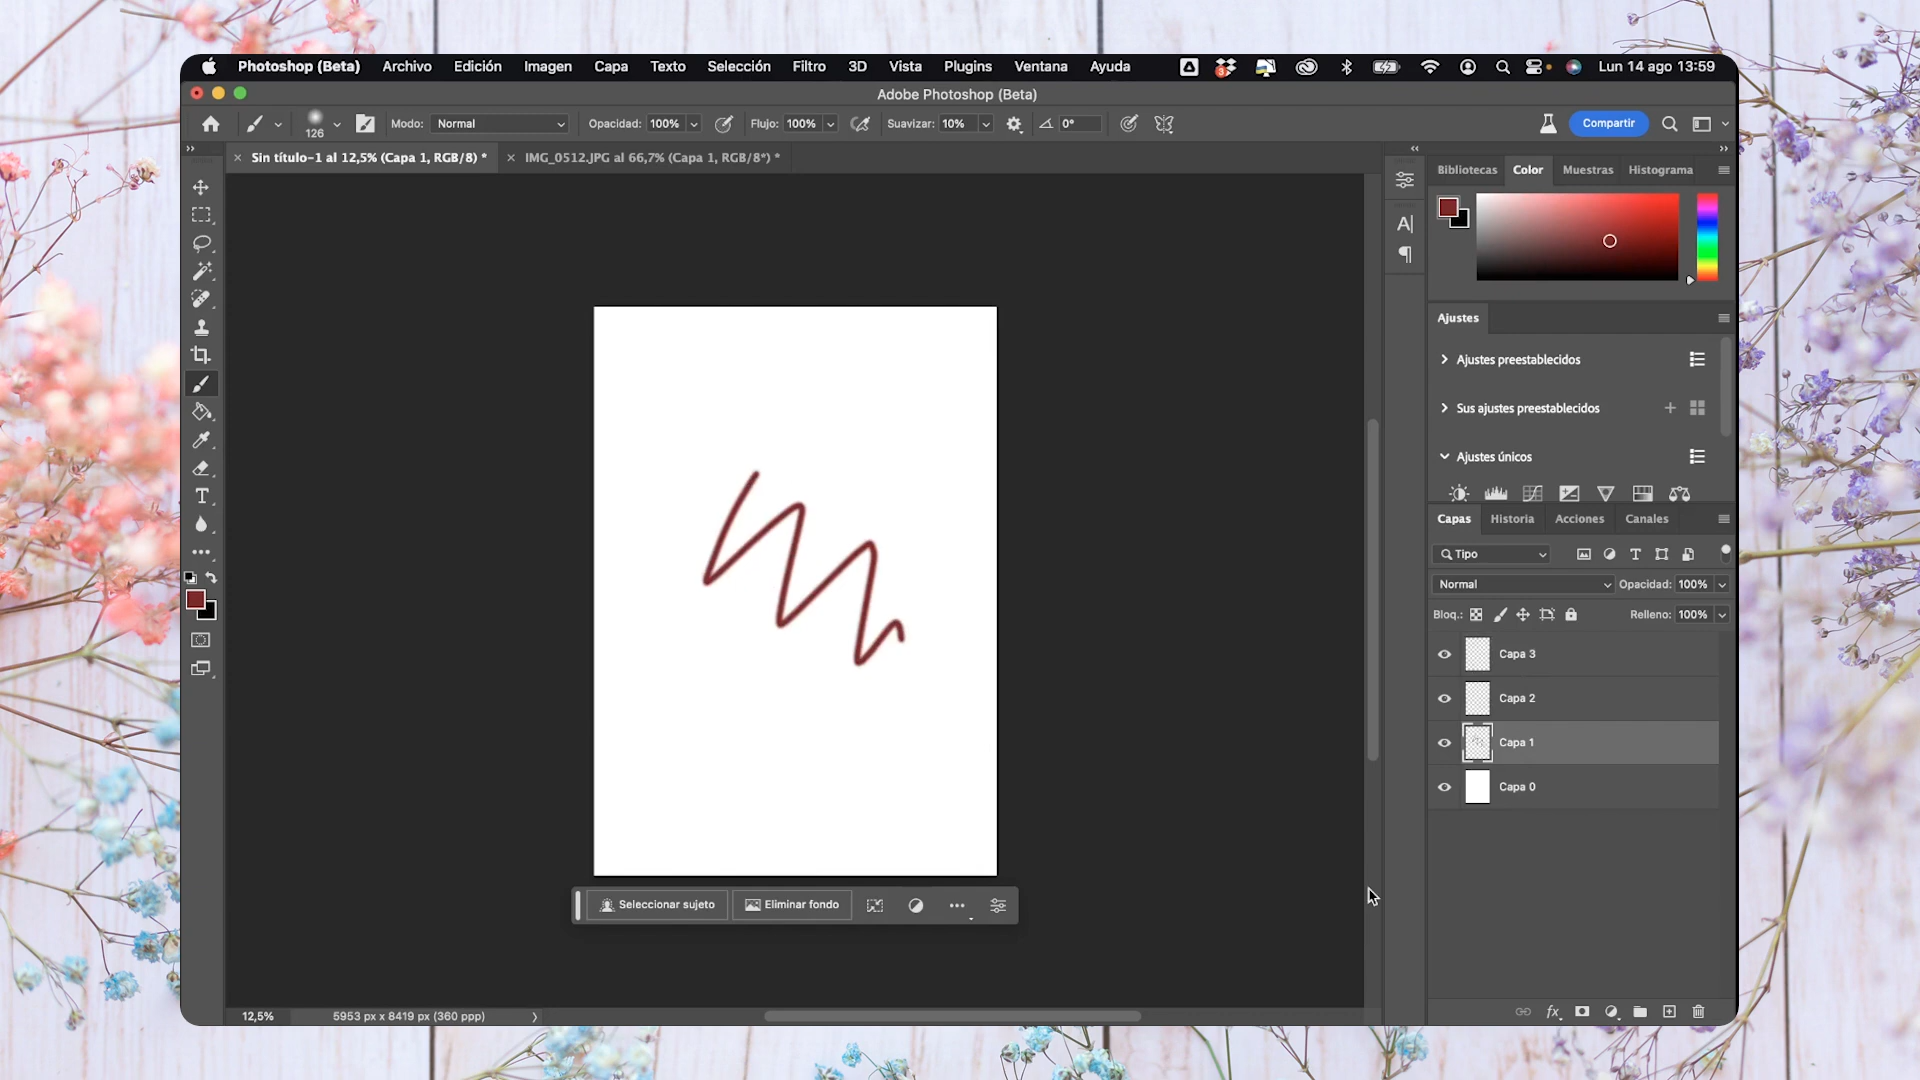 Photoshop (Beta) Archivo Edición Imagen Capa Texto Selección Filtro 3D Vista Plugins Ventana Ayuda 3 Lun 14 ago 13:59
Adobe Photoshop (Beta)
126 Modo: Normal Opacidad: 100% Flujo: 100% Suavizar: 10% 0° Compartir
Sin título-1 al 12,5% (Capa 1, RGB/8) * IMG_0512.JPG al 66,7% (Capa 1, RGB/8*) *
Bibliotecas Color Muestras Histograma
Ajustes
Ajustes preestablecidos
Sus ajustes preestablecidos
Ajustes únicos
Capas Historia Acciones Canales
Tipo
Normal Opacidad: 100%
Bloq.: Relleno: 100%
Capa 3
Capa 2
Capa 1
Capa 0
Seleccionar sujeto Eliminar fondo
12,5% 5953 px x 8419 px (360 ppp)
fx